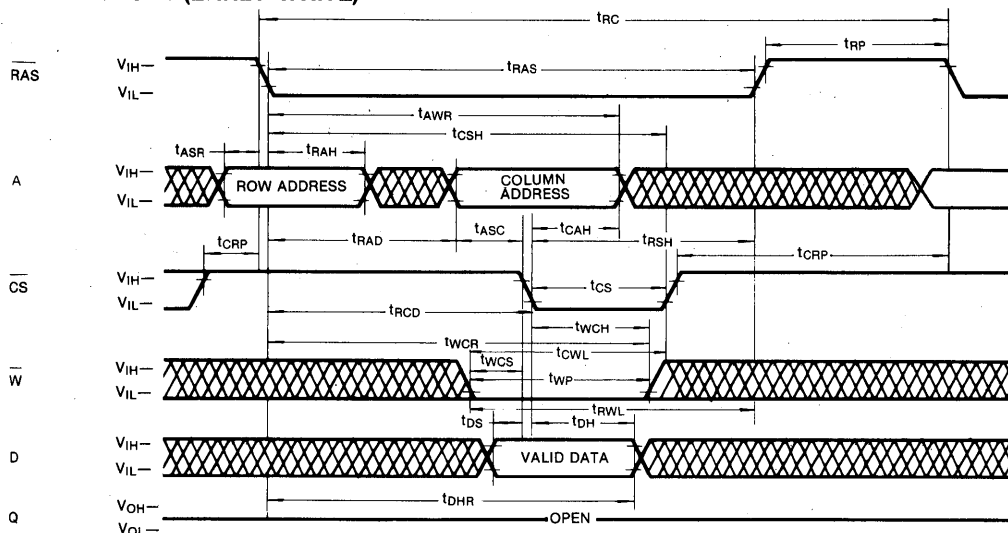 (EARLY WRITE)
tRC
tRP
RAS
VIH—
VIL—
tRAS
tAWR
tCSH
tASR
tRAH
A
VIH—
VIL—
ROW ADDRESS
COLUMN
ADDRESS
tRAD
tASC
tCAH
tRSH
tCRP
tCRP
CS
VIH—
VIL—
tCS
tRCD
tWCH
tWCR
tCWL
W
VIH—
VIL—
tWCS
tWP
tRWL
tDS
tDH
D
VIH—
VIL—
VALID DATA
tDHR
Q
VOH—
VOL—
OPEN